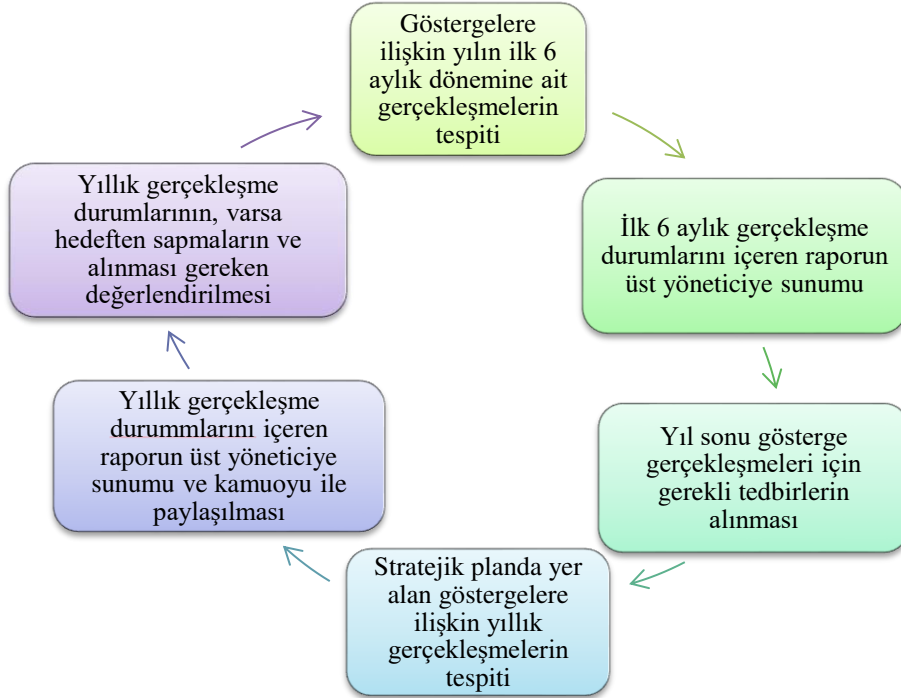 Göstergelere
ilişkin yılın ilk 6
aylık dönemine ait
gerçekleşmelerin
tespiti
İlk 6 aylık gerçekleşme
durumlarını içeren raporun
üst yöneticiye sunumu
Yıl sonu gösterge
gerçekleşmeleri için
gerekli tedbirlerin
alınması
Stratejik planda yer
alan göstergelere
ilişkin yıllık
gerçekleşmelerin
tespiti
Yıllık gerçekleşme
durummlarını içeren
raporun üst yöneticiye
sunumu ve kamuoyu ile
paylaşılması
Yıllık gerçekleşme
durumlarının, varsa
hedeften sapmaların ve
alınması gereken
değerlendirilmesi